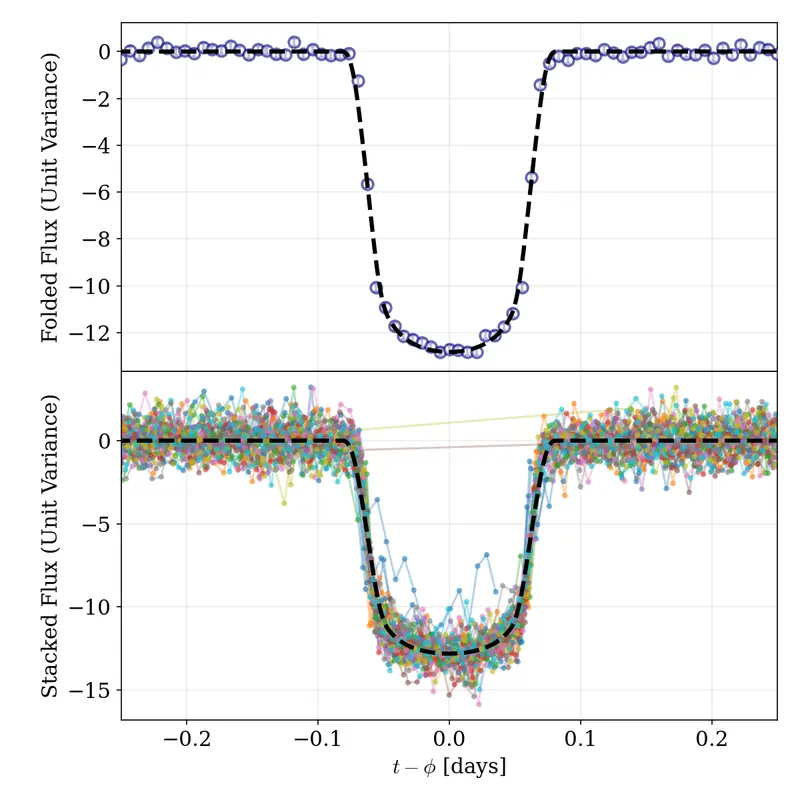 Folded Flux (Unit Variance)
0
−2
−4
−6
−8
−10
−12
Stacked Flux (Unit Variance)
0
−5
−10
−15
−0.2 −0.1 0.0 0.1 0.2
t − ϕ [days]